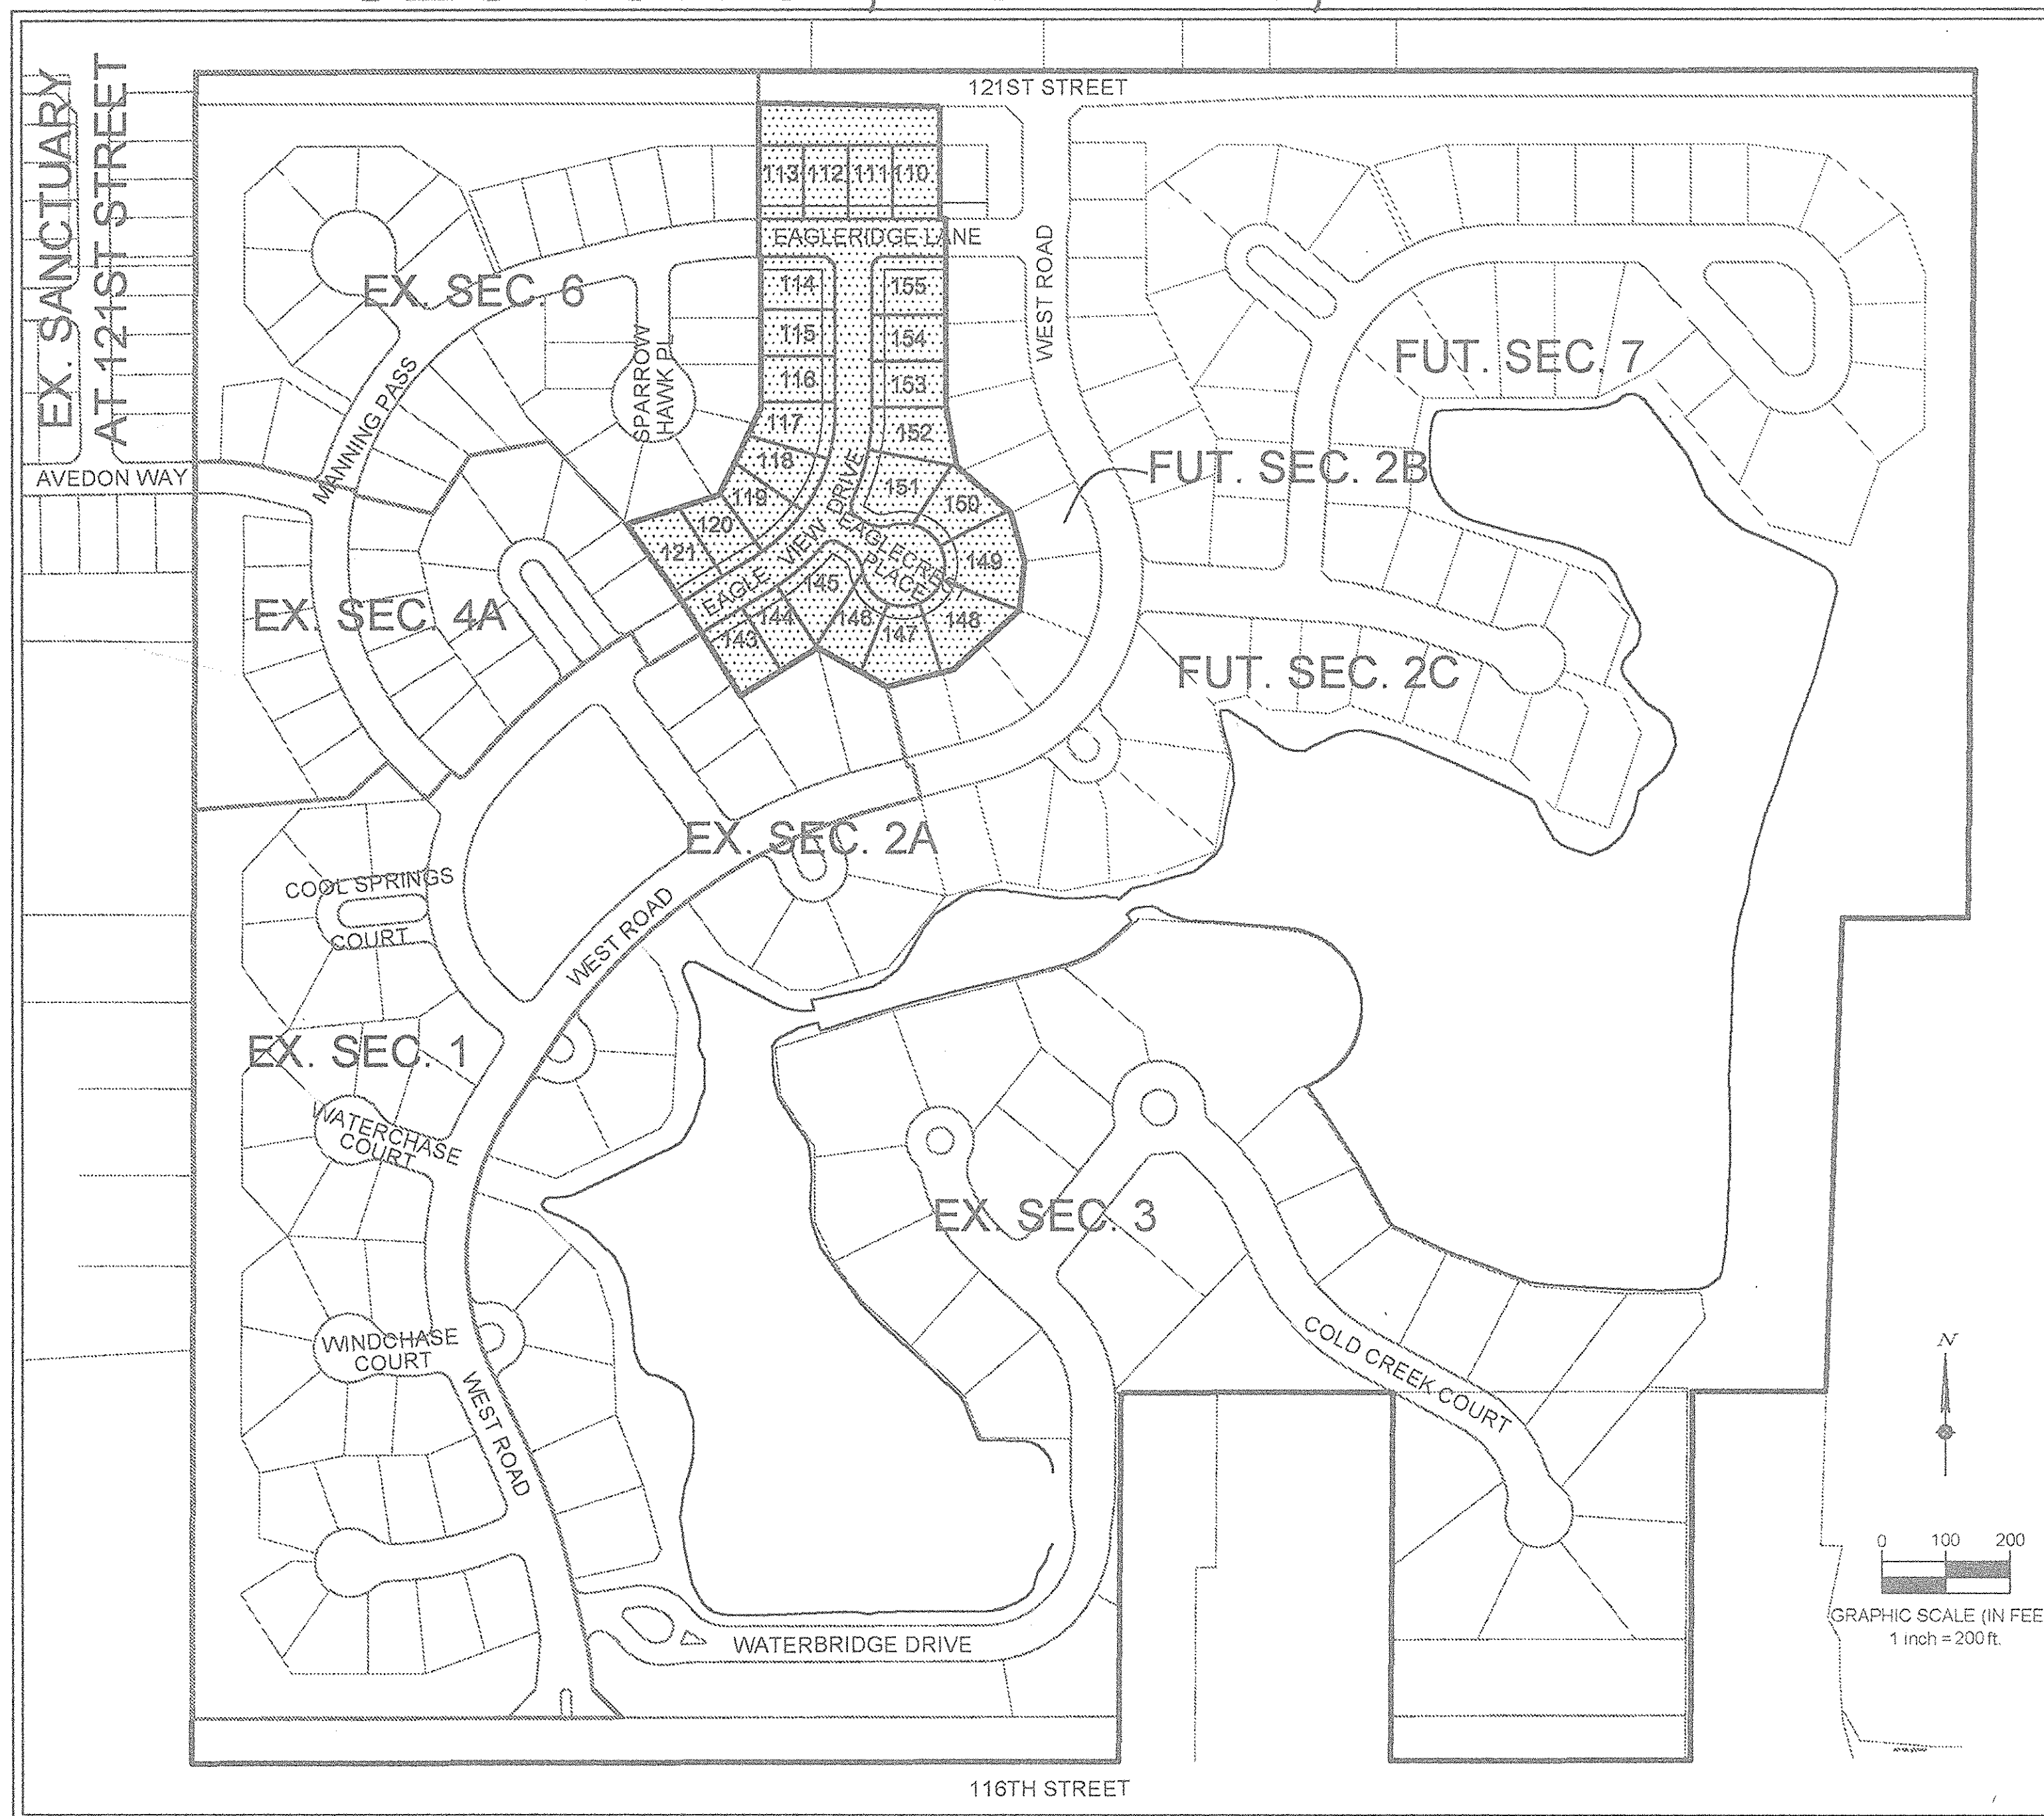 121ST STREET
EX. SANCTUARY
AT 121ST STREET
113 112 111 110
EAGLERIDGE LANE
WEST ROAD
EX. SEC. 6
114 155
115 154
116 153
117 152
118
119 151 150
120
121 149
SPARROW
HAWK PL
MANNING PASS
AVEDON WAY
EAGLE VIEW DRIVE
EAGLECREST
PLACE
145
144 146 148
143 147
FUT. SEC. 7
FUT. SEC. 2B
FUT. SEC. 2C
EX. SEC. 4A
EX. SEC. 2A
COOL SPRINGS
COURT
WEST ROAD
EX. SEC. 1
WATERCHASE
COURT
EX. SEC. 3
WINDCHASE
COURT
WEST ROAD
COLD CREEK COURT
N
0 100 200
GRAPHIC SCALE (IN FEE
1 inch = 200 ft.
WATERBRIDGE DRIVE
116TH STREET